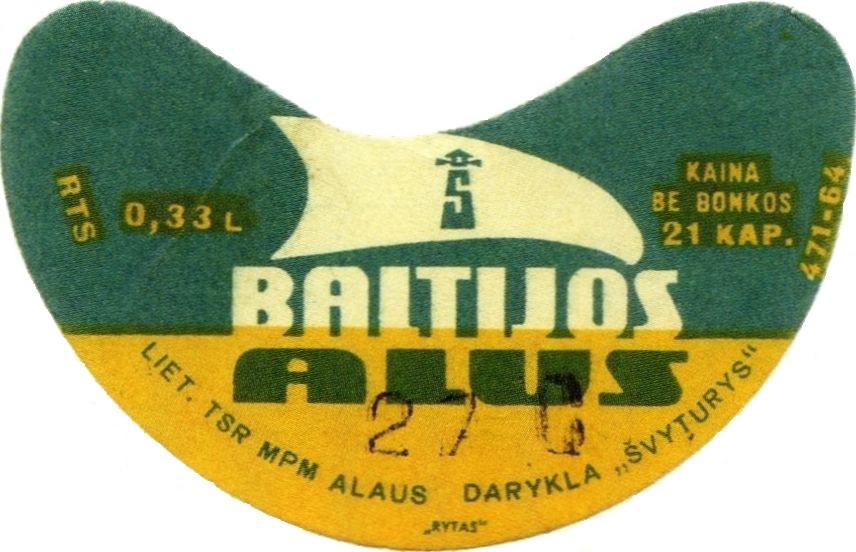 S
RTS
0,33 L
KAINA
BE BONKOS
21 KAP.
471-64
BALTIJOS
ALUS
27
LIET. TSR MPM ALAUS DARYKLA „ŠVYTURYS“
„RYTAS“